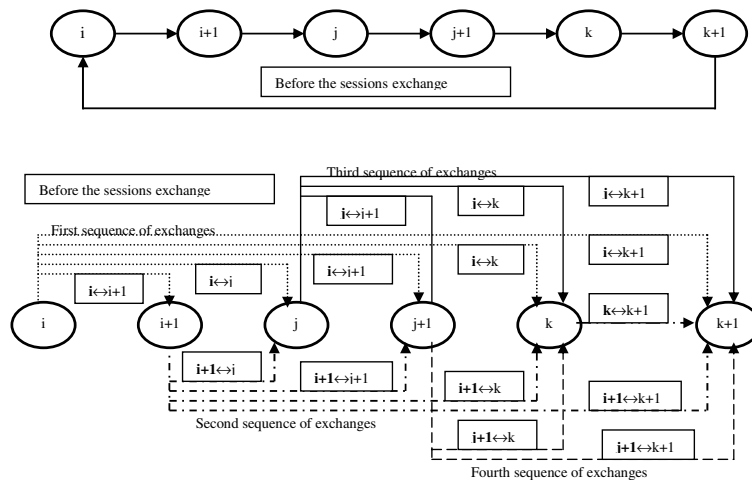 i
i+1
j
j+1
k
k+1
Before the sessions exchange
Third sequence of exchanges
Before the sessions exchange
j↔k
j↔k+1
j↔j+1
First sequence of exchanges
i↔k
i↔k+1
i↔j
i↔j+1
i↔i+1
k↔k+1
i
i+1
j
j+1
k
k+1
i+1↔j
i+1↔j+1
i+1↔k
i+1↔k+1
Second sequence of exchanges
j+1↔k
j+1↔k+1
Fourth sequence of exchanges